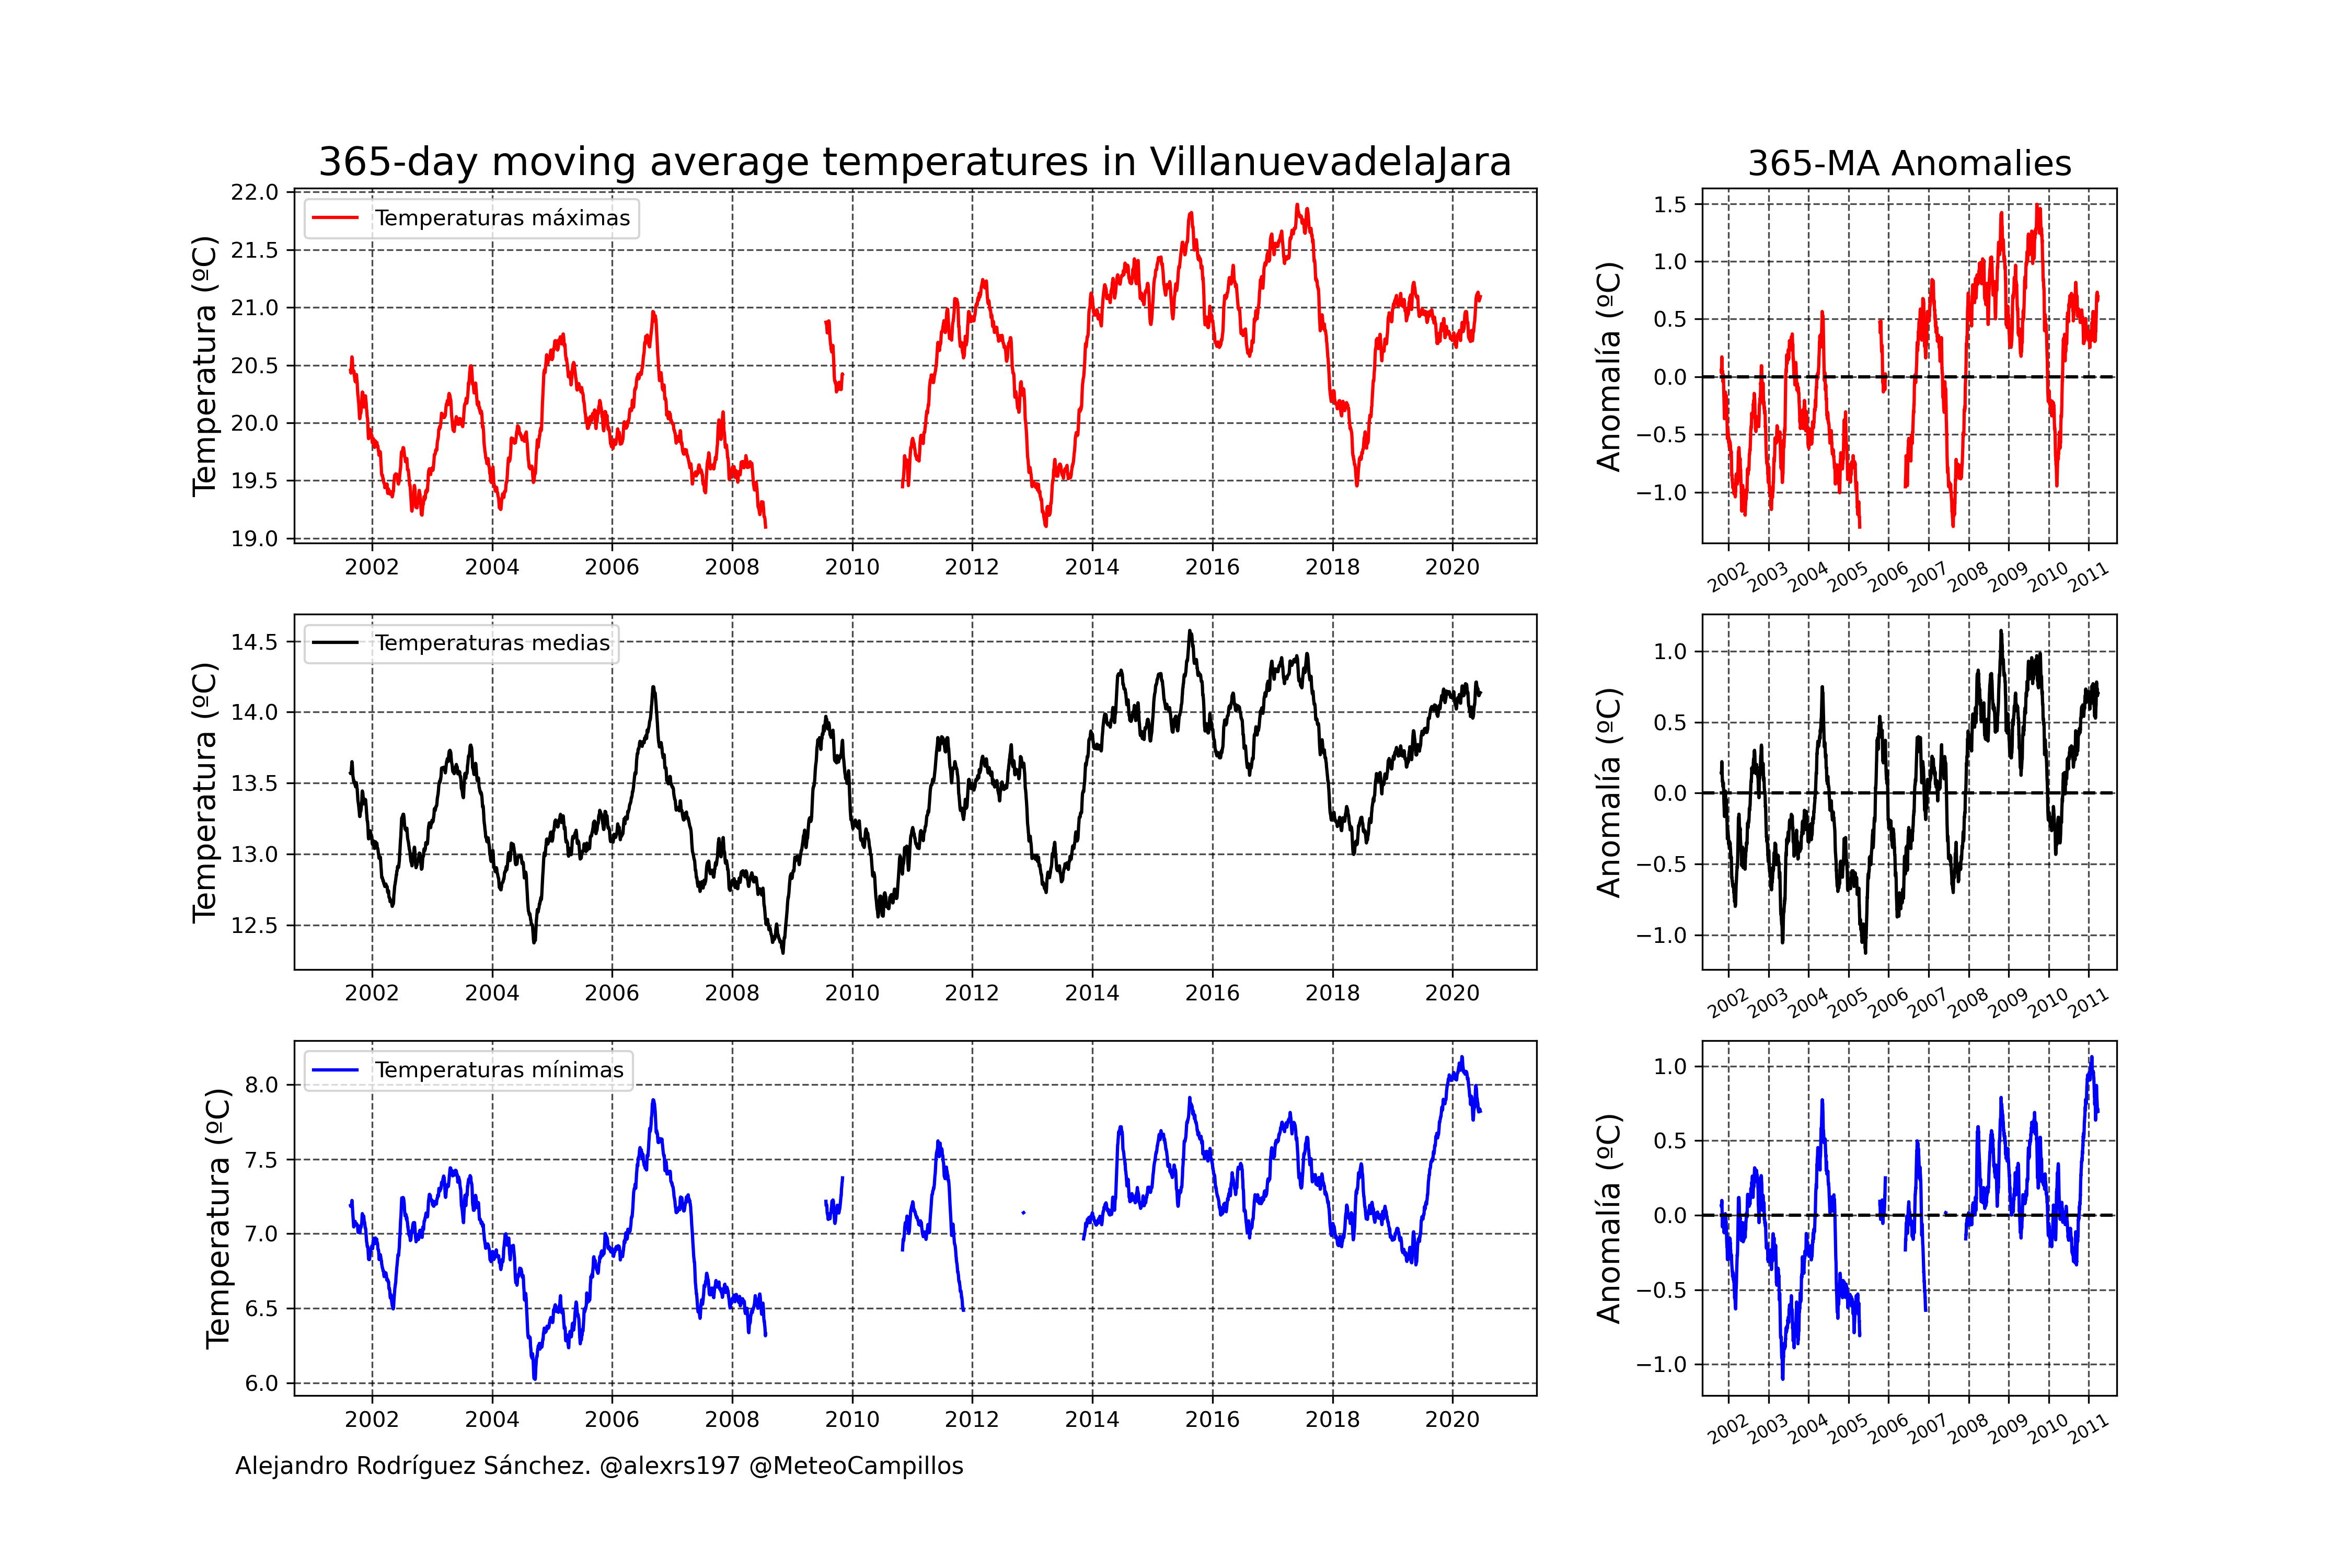 365-day moving average temperatures in VillanuevadelaJara
365-MA Anomalies
Temperatura (ºC)
22.0
21.5
21.0
20.5
20.0
19.5
19.0
Temperaturas máximas
2002 2004 2006 2008 2010 2012 2014 2016 2018 2020
Anomalía (ºC)
1.5
1.0
0.5
0.0
−0.5
−1.0
2002 2003 2004 2005 2006 2007 2008 2009 2010 2011
Temperatura (ºC)
14.5
14.0
13.5
13.0
12.5
Temperaturas medias
2002 2004 2006 2008 2010 2012 2014 2016 2018 2020
Anomalía (ºC)
1.0
0.5
0.0
−0.5
−1.0
2002 2003 2004 2005 2006 2007 2008 2009 2010 2011
Temperatura (ºC)
8.0
7.5
7.0
6.5
6.0
Temperaturas mínimas
2002 2004 2006 2008 2010 2012 2014 2016 2018 2020
Anomalía (ºC)
1.0
0.5
0.0
−0.5
−1.0
2002 2003 2004 2005 2006 2007 2008 2009 2010 2011
Alejandro Rodríguez Sánchez. @alexrs197 @MeteoCampillos